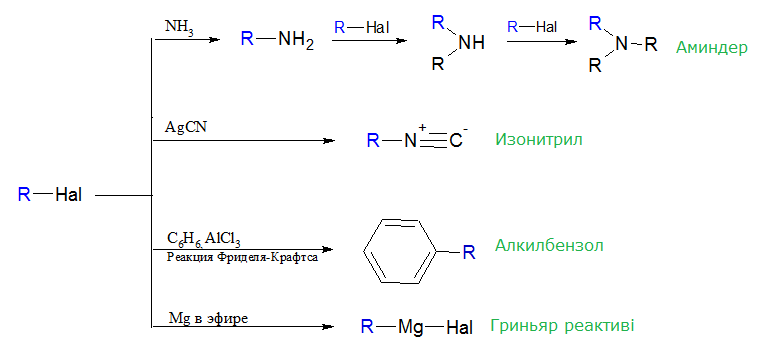 NH3
R—NH2
R—Hal
R
NH
R
R—Hal
R
N—R
R
Аминдер
AgCN
R—N≡C
+
-
Изонитрил
R—Hal
C6H6, AlCl3
Реакция Фриделя-Крафтса
R
Алкилбензол
Mg в эфире
R—Mg—Hal
Гриньяр реактиві